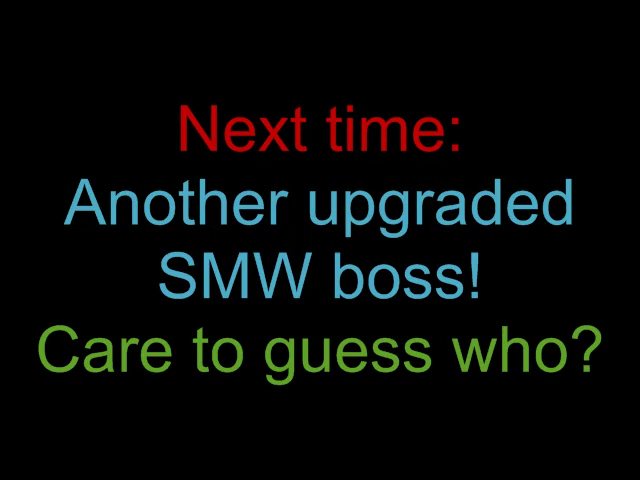 Next time:
Another upgraded
SMW boss!
Care to guess who?